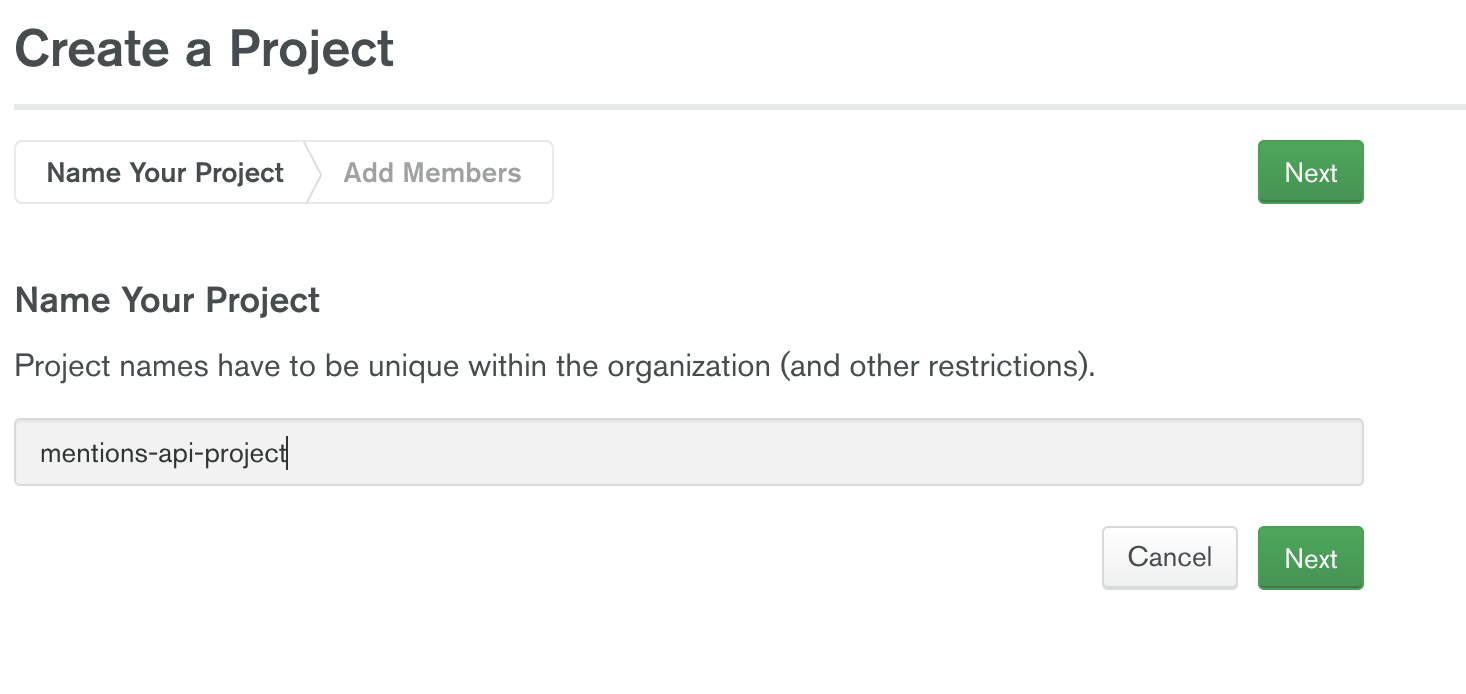 Create a Project
Name Your Project
Add Members
Next
Name Your Project
Project names have to be unique within the organization (and other restrictions).
mentions-api-project
Cancel
Next